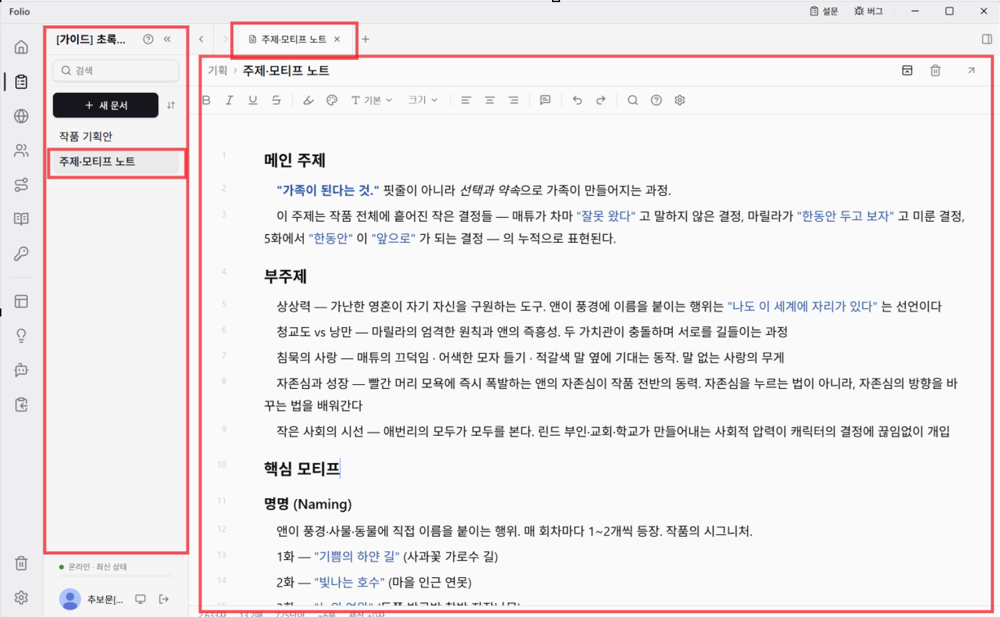 Folio
설문
버그
[가이드] 초록...
검색
새 문서
작품 기획안
주제·모티프 노트
온라인 · 최신 상태
추보문[...
주제·모티프 노트
기획 > 주제·모티프 노트
B I U S T 기본 크기
1 메인 주제
2 "가족이 된다는 것." 핏줄이 아니라 선택과 약속으로 가족이 만들어지는 과정.
3 이 주제는 작품 전체에 흩어진 작은 결정들 — 매튜가 차마 "잘못 왔다" 고 말하지 않은 결정, 마릴라가 "한동안 두고 보자" 고 미룬 결정,
5화에서 "한동안" 이 "앞으로" 가 되는 결정 — 의 누적으로 표현된다.
4 부주제
5 상상력 — 가난한 영혼이 자기 자신을 구원하는 도구. 앤이 풍경에 이름을 붙이는 행위는 "나도 이 세계에 자리가 있다" 는 선언이다
6 청교도 vs 낭만 — 마릴라의 엄격한 원칙과 앤의 즉흥성. 두 가치관이 충돌하며 서로를 길들이는 과정
7 침묵의 사랑 — 매튜의 끄덕임 · 어색한 모자 들기 · 적갈색 말 옆에 기대는 동작. 말 없는 사랑의 무게
8 자존심과 성장 — 빨간 머리 모욕에 즉시 폭발하는 앤의 자존심이 작품 전반의 동력. 자존심을 누르는 법이 아니라, 자존심의 방향을 바
꾸는 법을 배워간다
9 작은 사회의 시선 — 애번리의 모두가 모두를 본다. 린드 부인·교회·학교가 만들어내는 사회적 압력이 캐릭터의 결정에 끊임없이 개입
10 핵심 모티프
11 명명 (Naming)
12 앤이 풍경·사물·동물에 직접 이름을 붙이는 행위. 매 회차마다 1~2개씩 등장. 작품의 시그니처.
13 1화 — "기쁨의 하얀 길" (사과꽃 가로수 길)
14 2화 — "빛나는 호수" (마을 인근 연못)